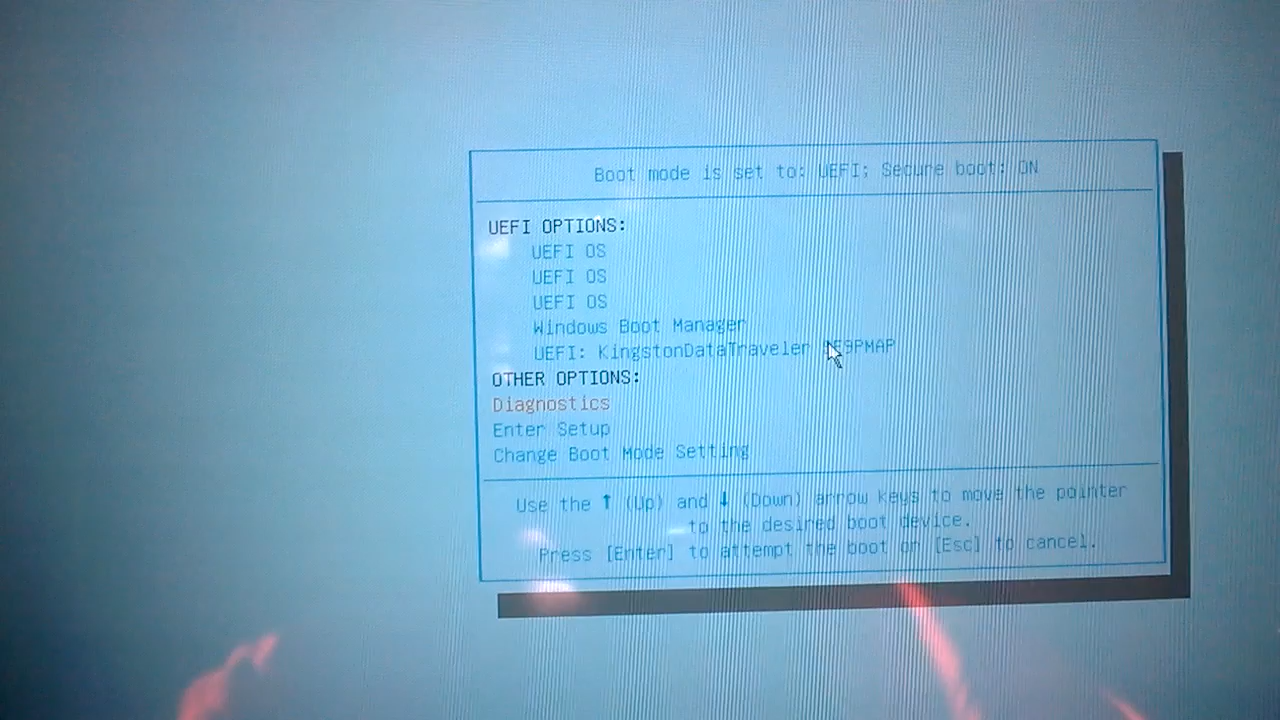 Boot mode is set to: UEFI; Secure boot: ON
UEFI OPTIONS:
UEFI OS
UEFI OS
UEFI OS
Windows Boot Manager
UEFI: KingstonDataTraveler
OTHER OPTIONS:
Diagnostics
Enter Setup
Change Boot Mode Setting
Use the ↑ (Up) and ↓ (Down) arrow keys to move the pointer
to the desired boot device.
Press [Enter] to attempt the boot or [Esc] to cancel.